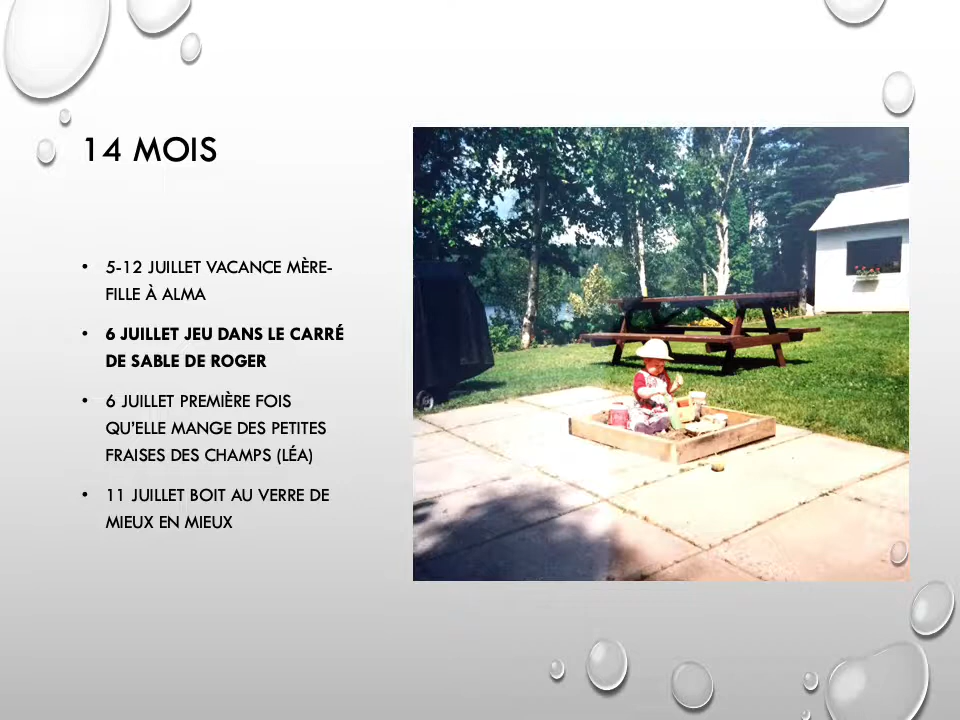 14 MOIS
• 5-12 JUILLET VACANCE MÈRE-
FILLE À ALMA
• 6 JUILLET JEU DANS LE CARRÉ
DE SABLE DE ROGER
• 6 JUILLET PREMIÈRE FOIS
QU’ELLE MANGE DES PETITES
FRAISES DES CHAMPS (LÉA)
• 11 JUILLET BOIT AU VERRE DE
MIEUX EN MIEUX